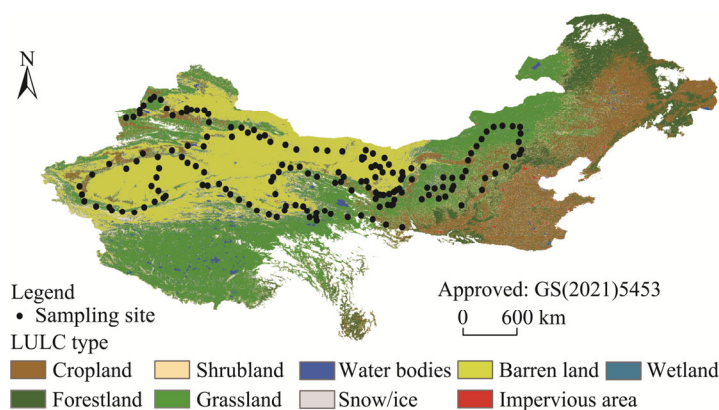 N
Legend
Sampling site
Approved: GS(2021)5453
0 600 km
LULC type
Cropland Shrubland Water bodies Barren land Wetland
Forestland Grassland Snow/ice Impervious area